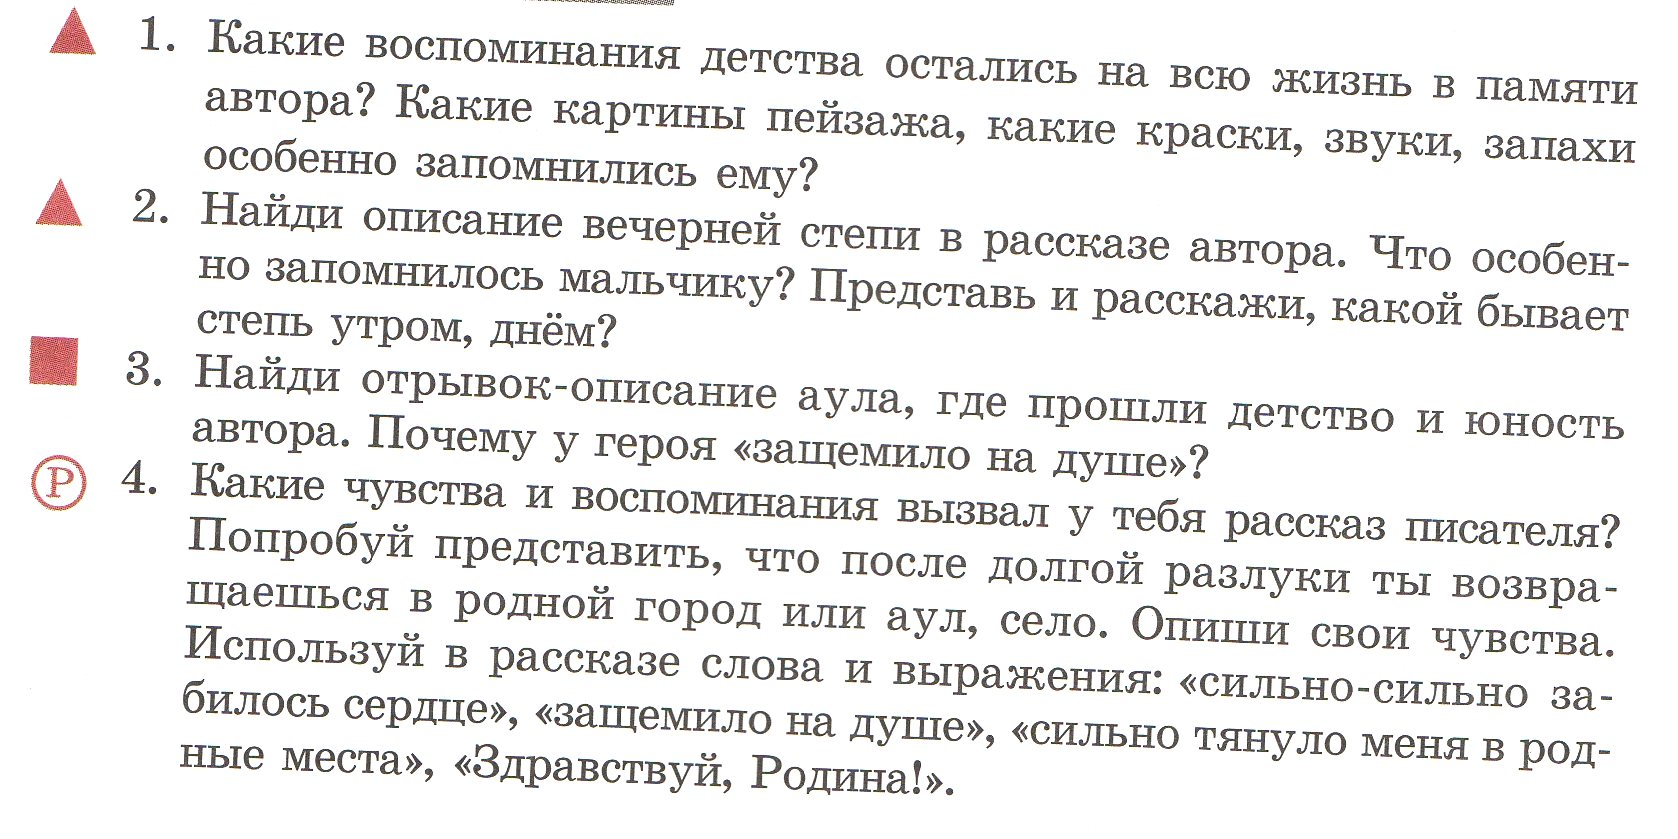 1. Какие воспоминания детства остались на всю жизнь в памяти
автора? Какие картины пейзажа, какие краски, звуки, запахи
особенно запомнились ему?
2. Найди описание вечерней степи в рассказе автора. Что особен-
но запомнилось мальчику? Представь и расскажи, какой бывает
степь утром, днём?
3. Найди отрывок-описание аула, где прошли детство и юность
автора. Почему у героя «защемило на душе»?
Р 4. Какие чувства и воспоминания вызвал у тебя рассказ писателя?
Попробуй представить, что после долгой разлуки ты возвра-
щаешься в родной город или аул, село. Опиши свои чувства.
Используй в рассказе слова и выражения: «сильно-сильно за-
билось сердце», «защемило на душе», «сильно тянуло меня в род-
ные места», «Здравствуй, Родина!».